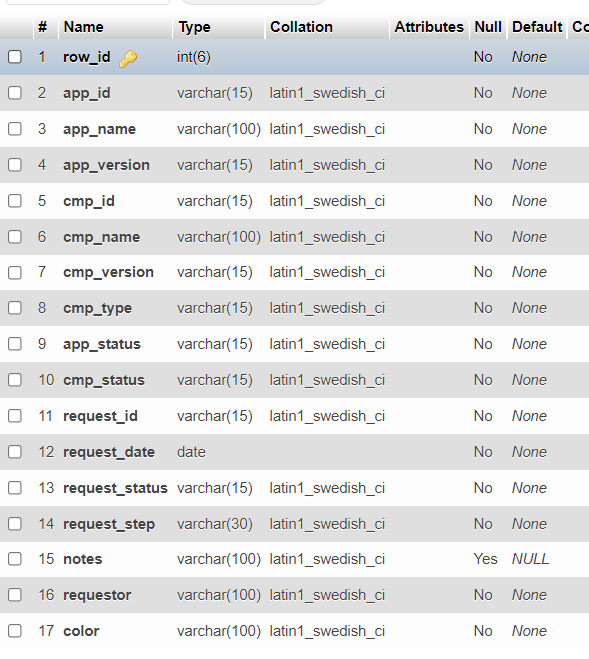 # Name Type Collation Attributes Null Default Co
1 row_id int(6) No None
2 app_id varchar(15) latin1_swedish_ci No None
3 app_name varchar(100) latin1_swedish_ci No None
4 app_version varchar(15) latin1_swedish_ci No None
5 cmp_id varchar(15) latin1_swedish_ci No None
6 cmp_name varchar(100) latin1_swedish_ci No None
7 cmp_version varchar(15) latin1_swedish_ci No None
8 cmp_type varchar(15) latin1_swedish_ci No None
9 app_status varchar(15) latin1_swedish_ci No None
10 cmp_status varchar(15) latin1_swedish_ci No None
11 request_id varchar(15) latin1_swedish_ci No None
12 request_date date No None
13 request_status varchar(15) latin1_swedish_ci No None
14 request_step varchar(30) latin1_swedish_ci No None
15 notes varchar(100) latin1_swedish_ci Yes NULL
16 requestor varchar(100) latin1_swedish_ci No None
17 color varchar(100) latin1_swedish_ci No None